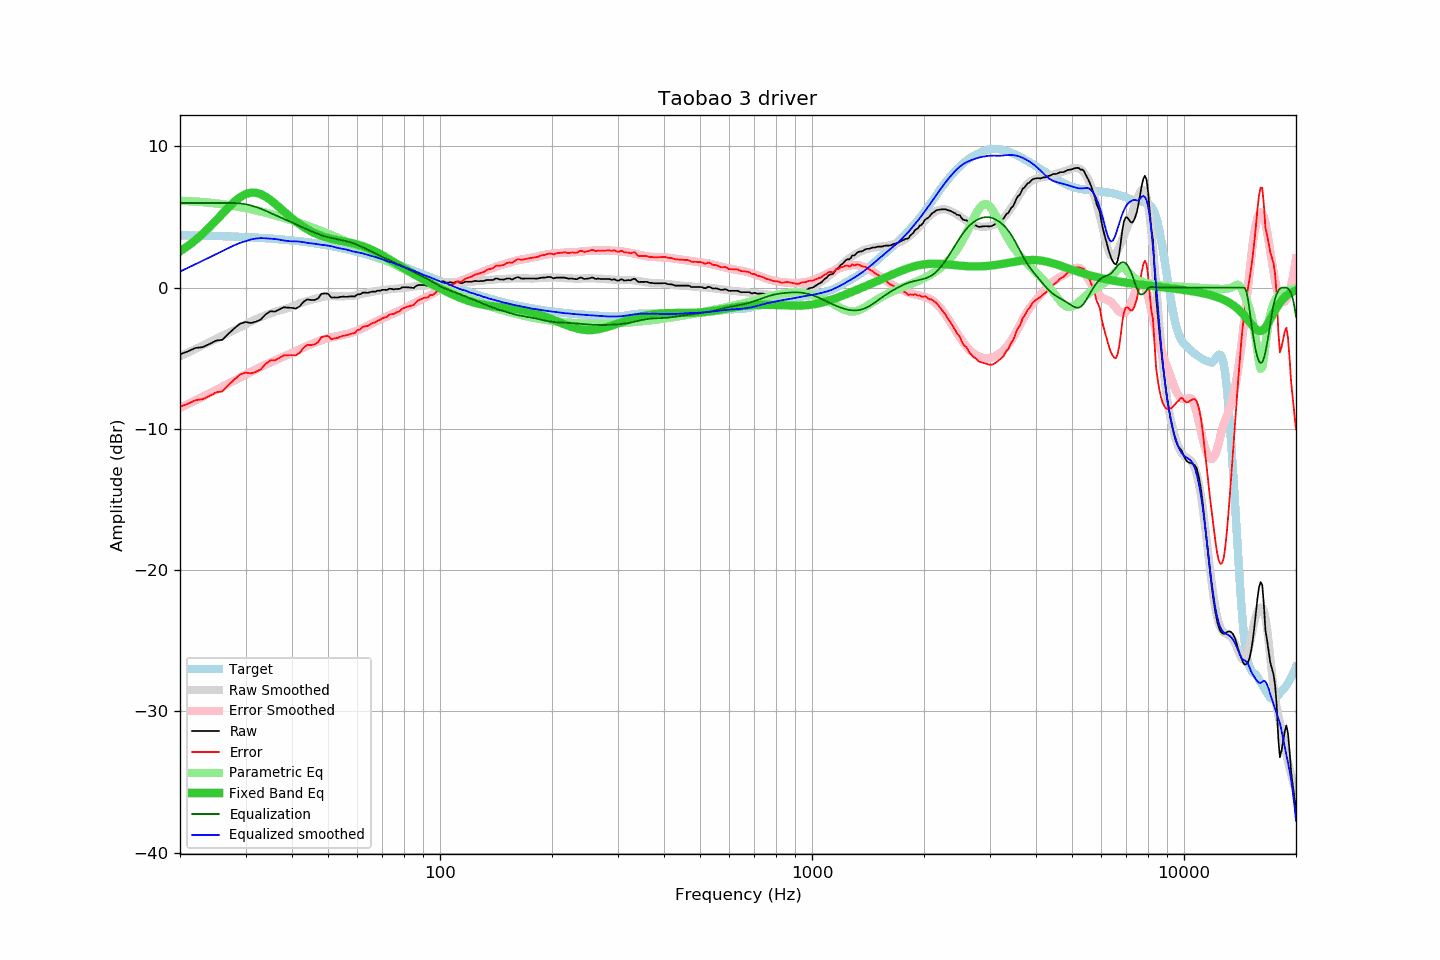 Taobao 3 driver
10
0
−10
−20
−30
−40
Amplitude (dBr)
Target
Raw Smoothed
Error Smoothed
Raw
Error
Parametric Eq
Fixed Band Eq
Equalization
Equalized smoothed
100 1000 10000
Frequency (Hz)